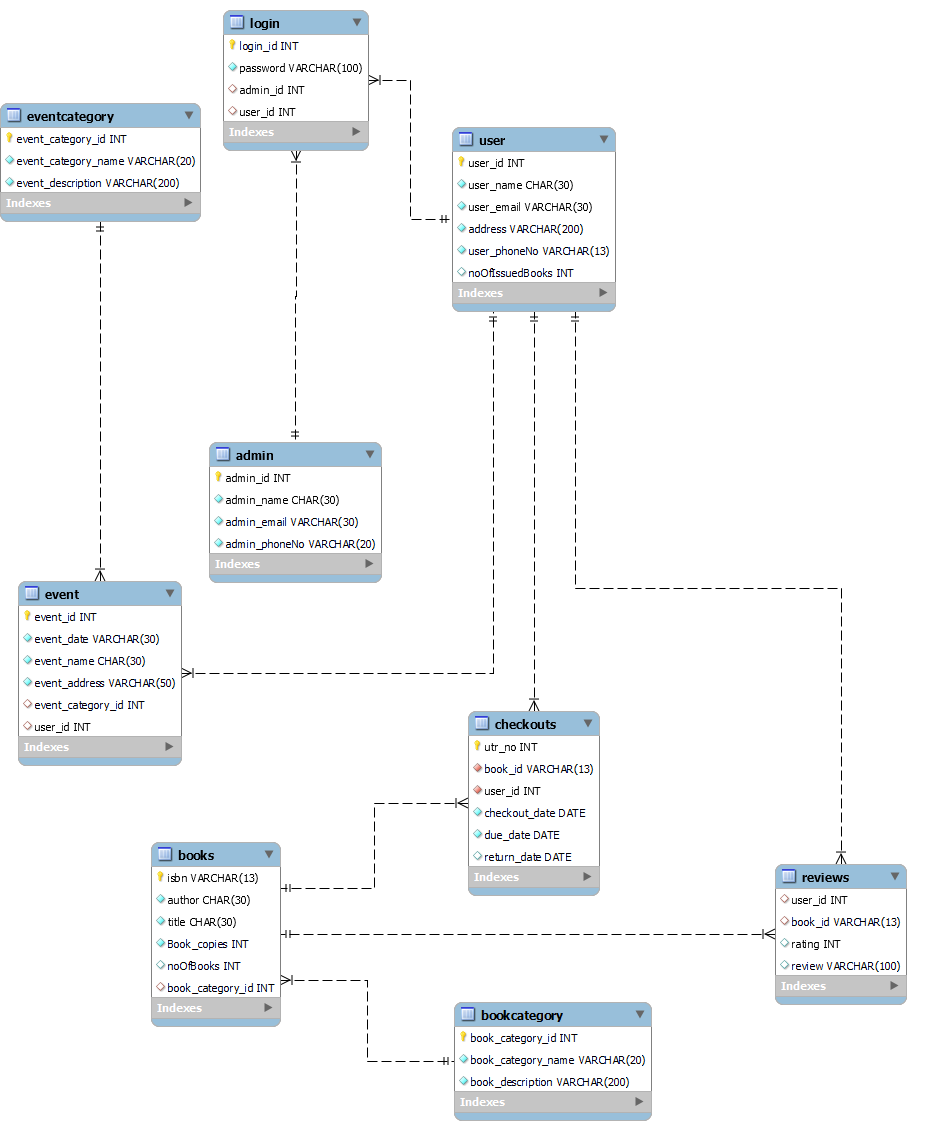 login
login_id INT
password VARCHAR(100)
admin_id INT
user_id INT
Indexes
eventcategory
event_category_id INT
event_category_name VARCHAR(20)
event_description VARCHAR(200)
Indexes
user
user_id INT
user_name CHAR(30)
user_email VARCHAR(30)
address VARCHAR(200)
user_phoneNo VARCHAR(13)
noOfIssuedBooks INT
Indexes
admin
admin_id INT
admin_name CHAR(30)
admin_email VARCHAR(30)
admin_phoneNo VARCHAR(20)
Indexes
event
event_id INT
event_date VARCHAR(30)
event_name CHAR(30)
event_address VARCHAR(50)
event_category_id INT
user_id INT
Indexes
checkouts
utr_no INT
book_id VARCHAR(13)
user_id INT
checkout_date DATE
due_date DATE
return_date DATE
Indexes
books
isbn VARCHAR(13)
author CHAR(30)
title CHAR(30)
Book_copies INT
noOfBooks INT
book_category_id INT
Indexes
reviews
user_id INT
book_id VARCHAR(13)
rating INT
review VARCHAR(100)
Indexes
bookcategory
book_category_id INT
book_category_name VARCHAR(20)
book_description VARCHAR(200)
Indexes